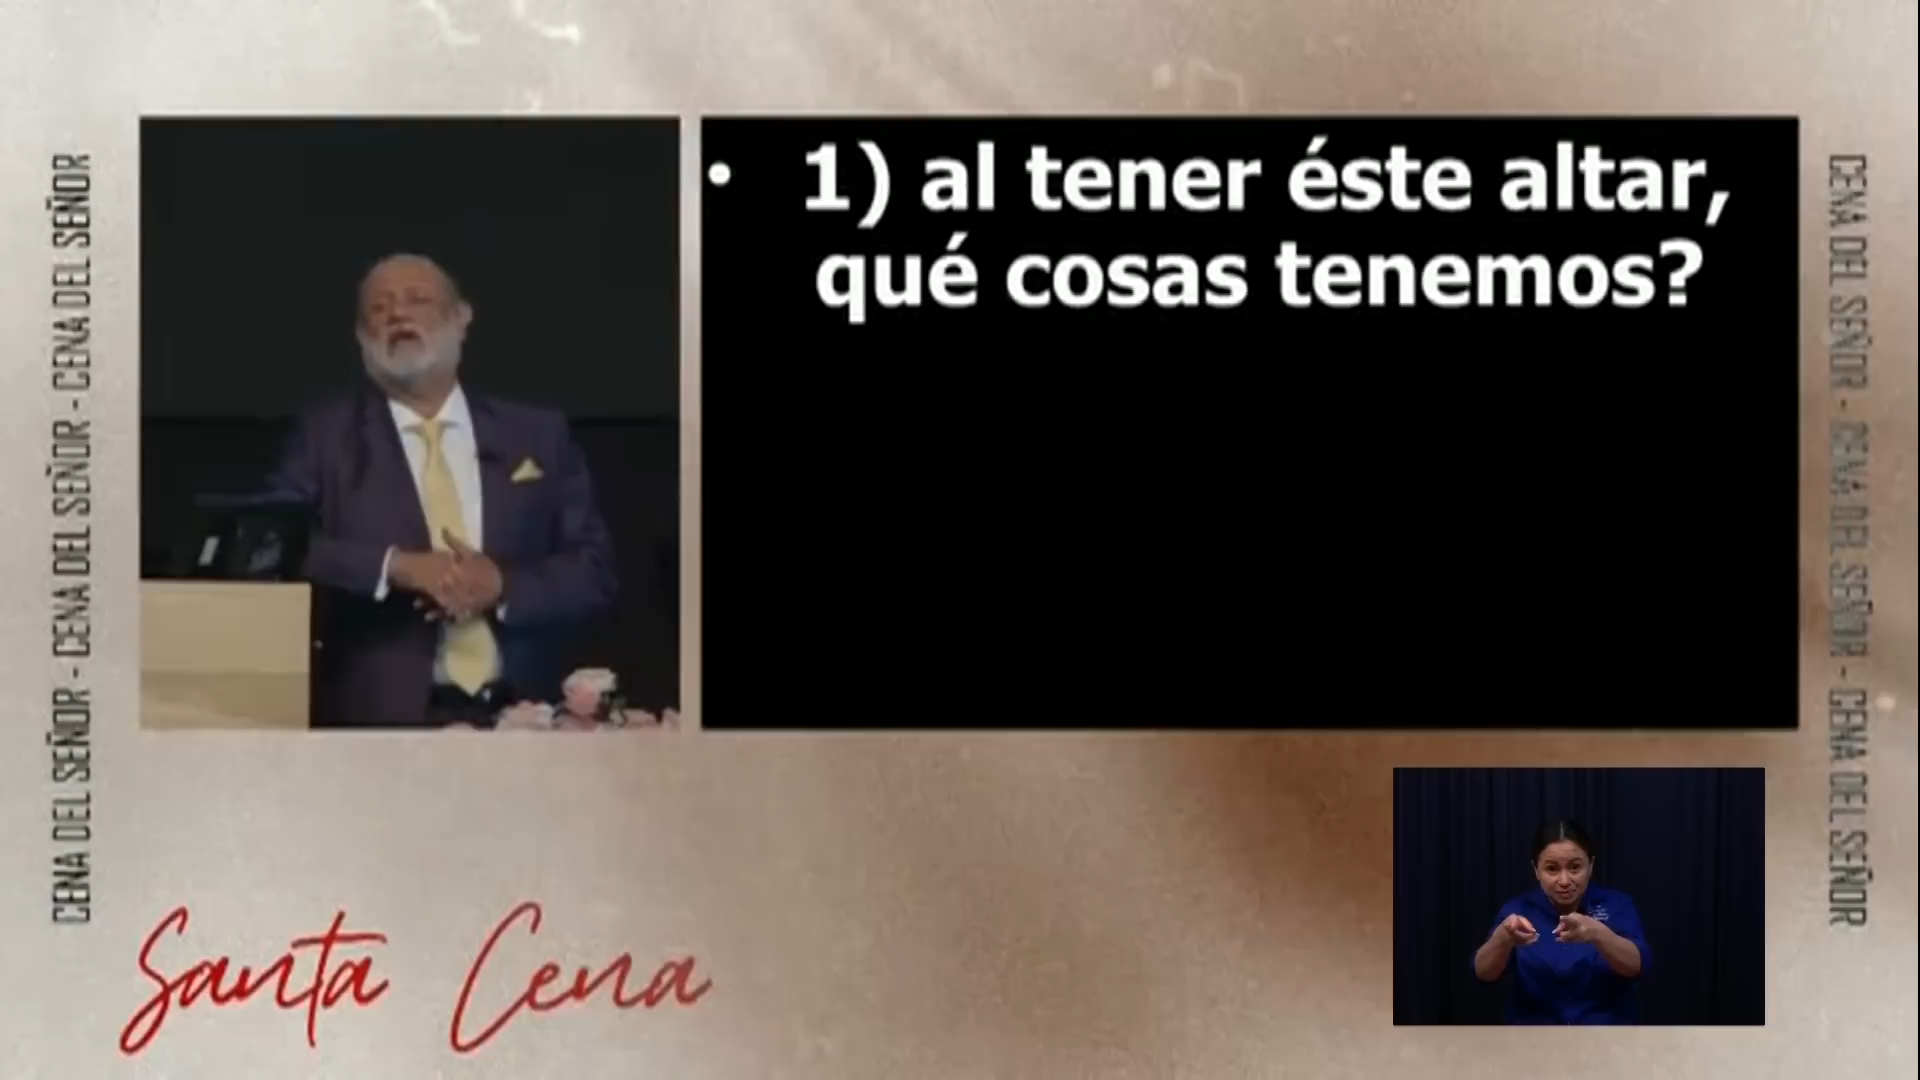 CENA DEL SEÑOR - CENA DEL SEÑOR - CENA DEL SEÑOR
• 1) al tener éste altar,
qué cosas tenemos?
CENA DEL SEÑOR - CENA DEL SEÑOR - CENA DEL SEÑOR
Santa Cena